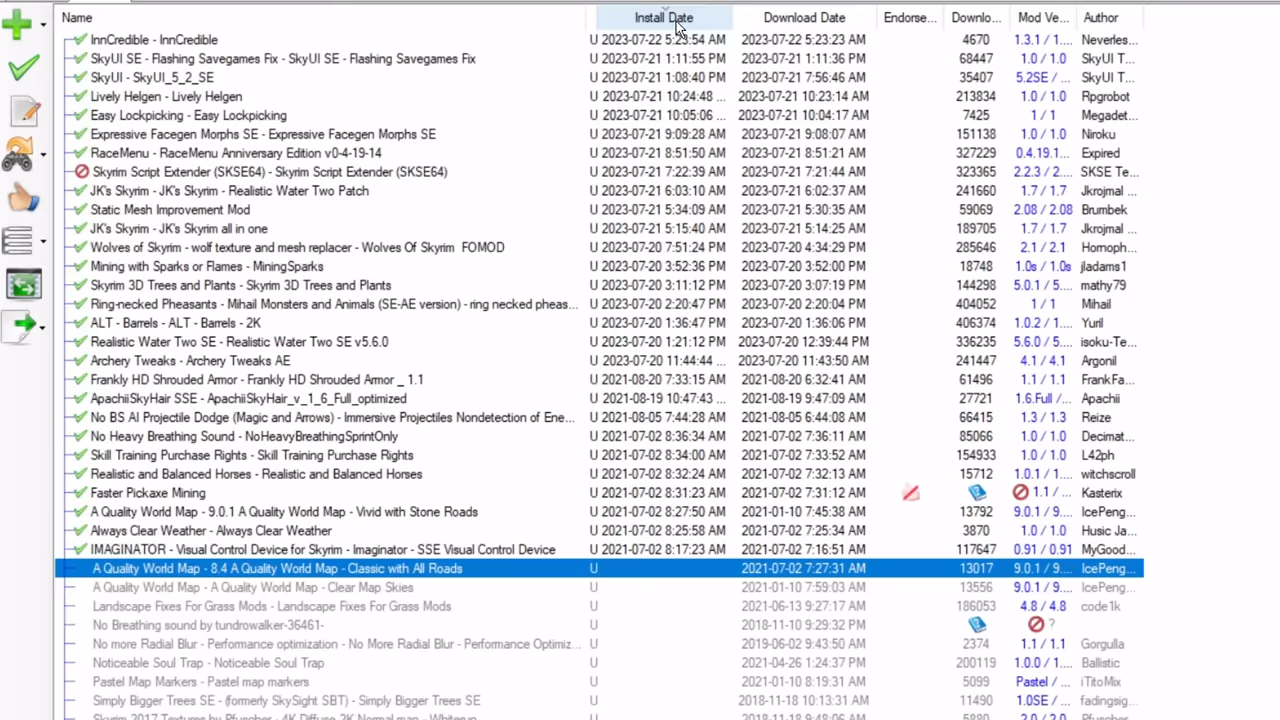 Name Install Date Download Date Endorse... Downlo... Mod Ve... Author
InnCredible - InnCredible U 2023-07-22 5:23:54 AM 2023-07-22 5:23:23 AM 4670 1.3.1 / 1.... Neverles...
SkyUI SE - Flashing Savegames Fix - SkyUI SE - Flashing Savegames Fix U 2023-07-21 1:11:55 PM 2023-07-21 1:11:36 PM 68447 1.0 / 1.0 SkyUI T...
SkyUI - SkyUI_5_2_SE U 2023-07-21 1:08:40 PM 2023-07-21 7:56:46 AM 35407 5.2SE / ... SkyUI T...
Lively Helgen - Lively Helgen U 2023-07-21 10:24:48 ... 2023-07-21 10:23:14 AM 213834 1.0 / 1.0 Rpgrobot
Easy Lockpicking - Easy Lockpicking U 2023-07-21 10:05:06 ... 2023-07-21 10:04:17 AM 7425 1 / 1 Megadet...
Expressive Facegen Morphs SE - Expressive Facegen Morphs SE U 2023-07-21 9:09:28 AM 2023-07-21 9:08:07 AM 151138 1.0 / 1.0 Niroku
RaceMenu - RaceMenu Anniversary Edition v0-4-19-14 U 2023-07-21 8:51:50 AM 2023-07-21 8:51:21 AM 327229 0.4.19.1... Expired
Skyrim Script Extender (SKSE64) - Skyrim Script Extender (SKSE64) U 2023-07-21 7:22:39 AM 2023-07-21 7:21:44 AM 323365 2.2.3 / 2.... SKSE Te...
JK's Skyrim - JK's Skyrim - Realistic Water Two Patch U 2023-07-21 6:03:10 AM 2023-07-21 6:02:37 AM 241660 1.7 / 1.7 Jkrojmal ...
Static Mesh Improvement Mod U 2023-07-21 5:34:09 AM 2023-07-21 5:30:35 AM 59069 2.08 / 2.08 Brumbek
JK's Skyrim - JK's Skyrim all in one U 2023-07-21 5:15:40 AM 2023-07-21 5:14:25 AM 189705 1.7 / 1.7 Jkrojmal ...
Wolves of Skyrim - wolf texture and mesh replacer - Wolves Of Skyrim FOMOD U 2023-07-20 7:51:24 PM 2023-07-20 4:34:29 PM 285646 2.1 / 2.1 Homoph...
Mining with Sparks or Flames - MiningSparks U 2023-07-20 3:52:36 PM 2023-07-20 3:52:00 PM 18748 1.0s / 1.0s jladams1
Skyrim 3D Trees and Plants - Skyrim 3D Trees and Plants U 2023-07-20 3:11:12 PM 2023-07-20 3:07:19 PM 144298 5.0.1 / 5.... mathy79
Ring-necked Pheasants - Mihail Monsters and Animals (SE-AE version) - ring necked pheas... U 2023-07-20 2:20:47 PM 2023-07-20 2:20:04 PM 404052 1 / 1 Mihail
ALT - Barrels - ALT - Barrels - 2K U 2023-07-20 1:36:47 PM 2023-07-20 1:36:06 PM 406374 1.0.2 / 1.... Yuril
Realistic Water Two SE - Realistic Water Two SE v5.6.0 U 2023-07-20 1:21:12 PM 2023-07-20 12:39:44 PM 336235 5.6.0 / 5.... isoku-Te...
Archery Tweaks - Archery Tweaks AE U 2023-07-20 11:44:44 ... 2023-07-20 11:43:50 AM 241447 4.1 / 4.1 Argonil
Frankly HD Shrouded Armor - Frankly HD Shrouded Armor _ 1.1 U 2021-08-20 7:33:15 AM 2021-08-20 6:32:41 AM 61496 1.1 / 1.1 FrankFa...
ApachiiSkyHair SSE - ApachiiSkyHair_v_1_6_Full_optimized U 2021-08-19 10:47:43 ... 2021-08-19 9:47:09 AM 27721 1.6.Full /... Apachii
No BS AI Projectile Dodge (Magic and Arrows) - Immersive Projectiles Nondetection of Ene... U 2021-08-05 7:44:28 AM 2021-08-05 6:44:08 AM 66415 1.3 / 1.3 Reize
No Heavy Breathing Sound - NoHeavyBreathingSprintOnly U 2021-07-02 8:36:34 AM 2021-07-02 7:36:11 AM 85066 1.0 / 1.0 Decimat...
Skill Training Purchase Rights - Skill Training Purchase Rights U 2021-07-02 8:34:00 AM 2021-07-02 7:33:52 AM 154933 1.0 / 1.0 L42ph
Realistic and Balanced Horses - Realistic and Balanced Horses U 2021-07-02 8:32:24 AM 2021-07-02 7:32:13 AM 15712 1.0.1 / 1.... witchscroll
Faster Pickaxe Mining U 2021-07-02 8:31:23 AM 2021-07-02 7:31:12 AM 1.1 / ... Kasterix
A Quality World Map - 9.0.1 A Quality World Map - Vivid with Stone Roads U 2021-07-02 8:27:50 AM 2021-01-10 7:45:38 AM 13792 9.0.1 / 9.... IcePeng...
Always Clear Weather - Always Clear Weather U 2021-07-02 8:25:58 AM 2021-07-02 7:25:34 AM 3870 1.0 / 1.0 Husic Ja...
IMAGINATOR - Visual Control Device for Skyrim - Imaginator - SSE Visual Control Device U 2021-07-02 8:17:23 AM 2021-07-02 7:16:51 AM 117647 0.91 / 0.91 MyGood...
A Quality World Map - 8.4 A Quality World Map - Classic with All Roads U 2021-07-02 7:27:31 AM 13017 9.0.1 / 9.... IcePeng...
A Quality World Map - A Quality World Map - Clear Map Skies U 2021-01-10 7:59:03 AM 13556 9.0.1 / 9.... IcePeng...
Landscape Fixes For Grass Mods - Landscape Fixes For Grass Mods U 2021-06-13 9:27:17 AM 186053 4.8 / 4.8 code1k
No Breathing sound by tundrowalker-36461- U 2018-11-10 9:29:32 PM ?
No more Radial Blur - Performance optimization - No More Radial Blur - Performance Optimiz... U 2019-06-02 9:43:50 AM 2374 1.1 / 1.1 Gorgulla
Noticeable Soul Trap - Noticeable Soul Trap U 2021-04-26 1:24:37 PM 200119 1.0.0 / 1.... Ballistic
Pastel Map Markers - Pastel map markers U 2021-01-10 8:19:31 AM 5099 Pastel / ... iTitoMix
Simply Bigger Trees SE - (formerly SkySight SBT) - Simply Bigger Trees SE U 2018-11-18 10:13:31 AM 11490 1.0SE / ... fadingsig...
Skyrim 2017 Textures by Pfuscher - 4K Diffuse 2K Normal map - Whiterun U 2018-11-18 9:48:06 AM 5880 2.0 / 2.0 Pfuscher